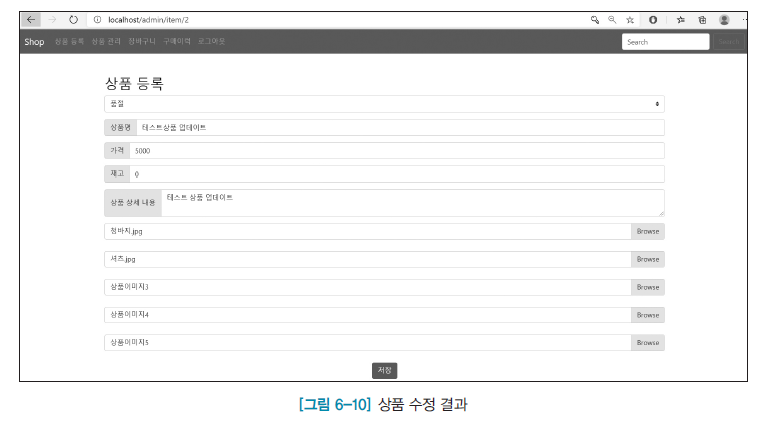 localhost/admin/item/2
Shop 상품 등록 상품 관리 장바구니 구매이력 로그아웃 Search Search
상품 등록
품절
상품명 테스트상품 업데이트
가격 5000
재고 0
상품 상세 내용 테스트 상품 업데이트
청바지.jpg Browse
셔츠.jpg Browse
상품이미지3 Browse
상품이미지4 Browse
상품이미지5 Browse
저장
[그림 6-10] 상품 수정 결과